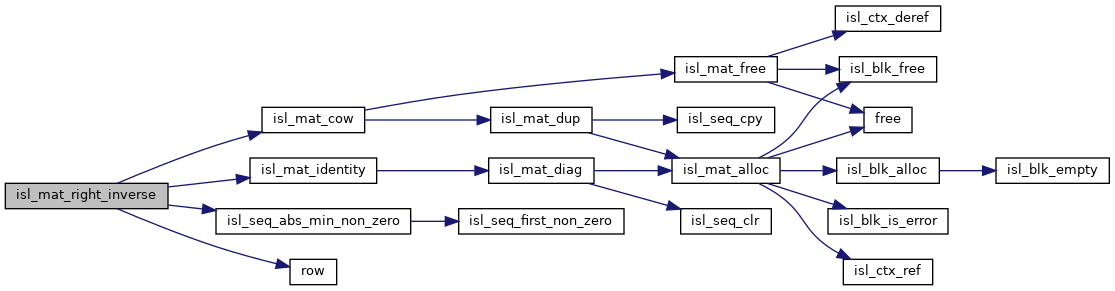 isl_mat_right_inverse
isl_mat_cow
isl_mat_identity
isl_seq_abs_min_non_zero
row
isl_mat_free
isl_mat_dup
isl_mat_diag
isl_seq_first_non_zero
isl_seq_cpy
isl_mat_alloc
isl_seq_clr
isl_ctx_deref
isl_blk_free
free
isl_blk_alloc
isl_blk_is_error
isl_ctx_ref
isl_blk_empty